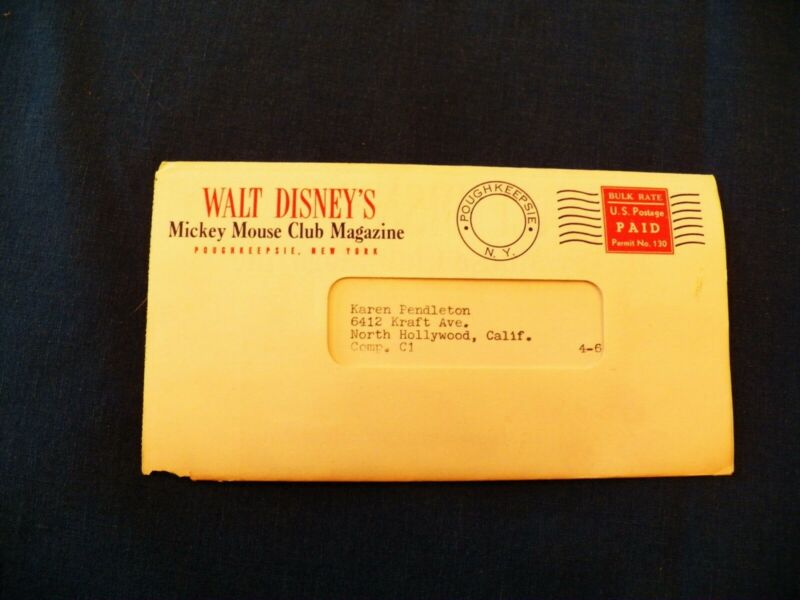 WALT DISNEY'S
Mickey Mouse Club Magazine
POUGHKEEPSIE, NEW YORK
• POUGHKEEPSIE •
N. Y.
BULK RATE
U. S. Postage
PAID
Permit No. 130
Karen Pendleton
6412 Kraft Ave.
North Hollywood, Calif.
Comp. C1 4-6